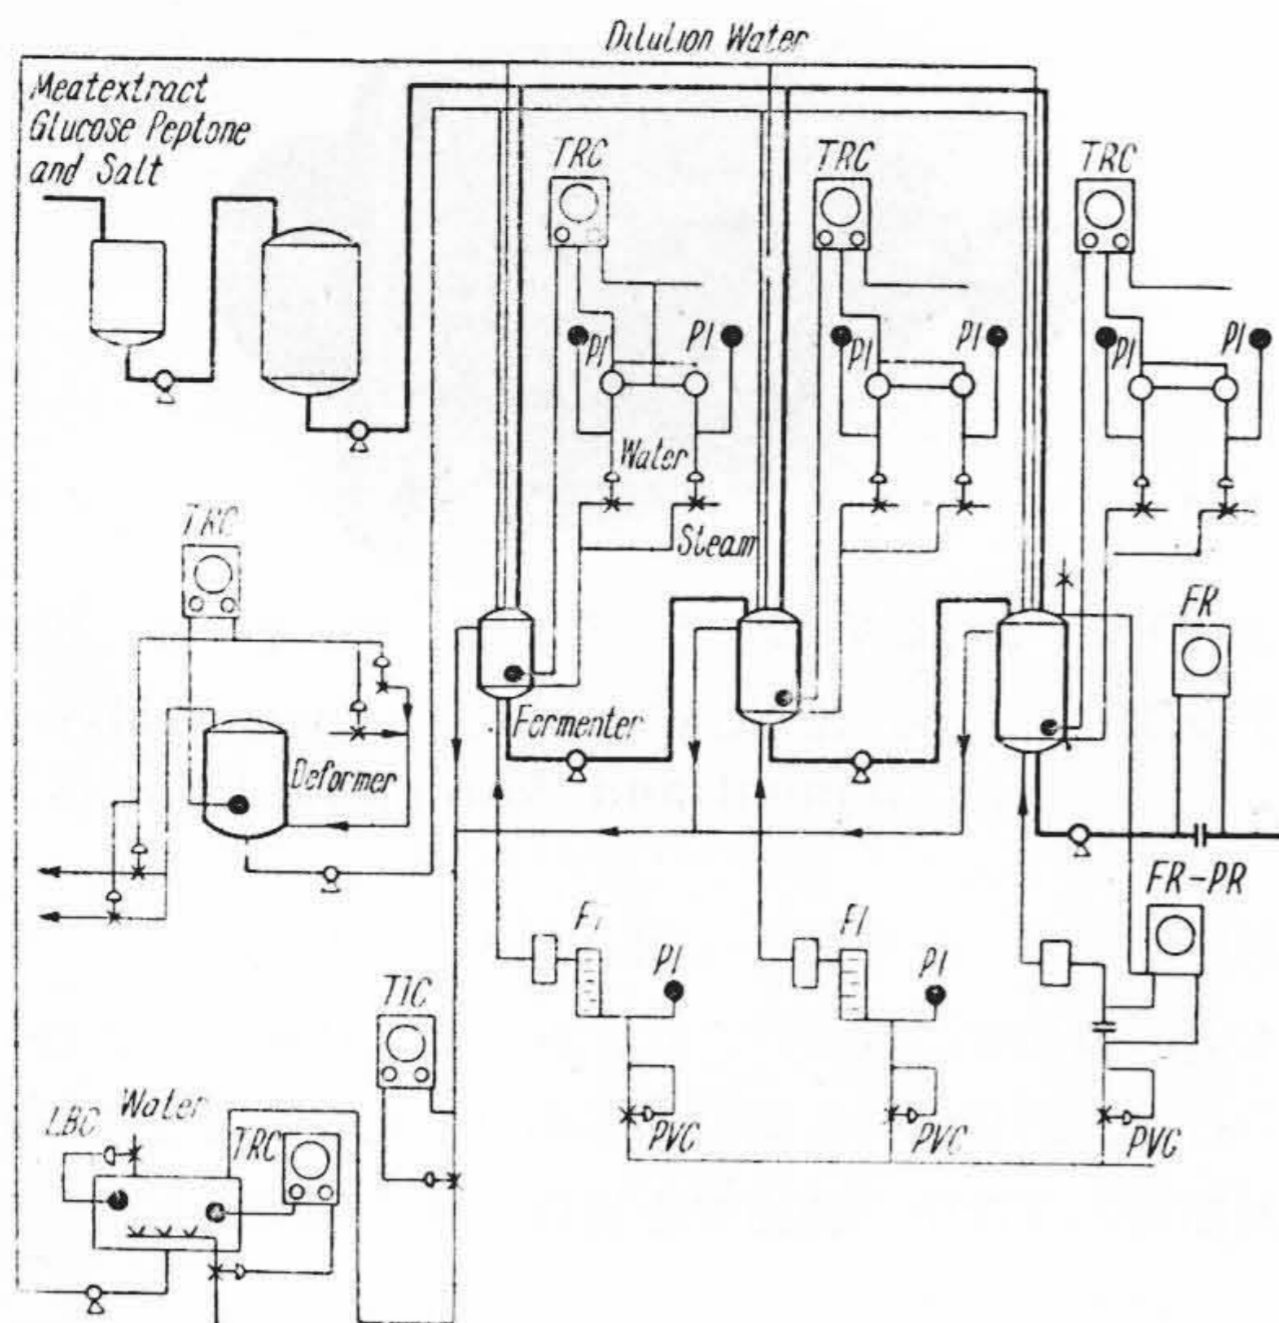 Dilution Water
Meatextract
Glucose Peptone
and Salt
TRC
TRC
TRC
PI
PI
PI
PI
PI
PI
Water
Steam
TRC
FR
Fermenter
Deformer
FR-PR
FI
PI
FI
PI
TIC
LBC
Water
TRC
PVC
PVC
PVC